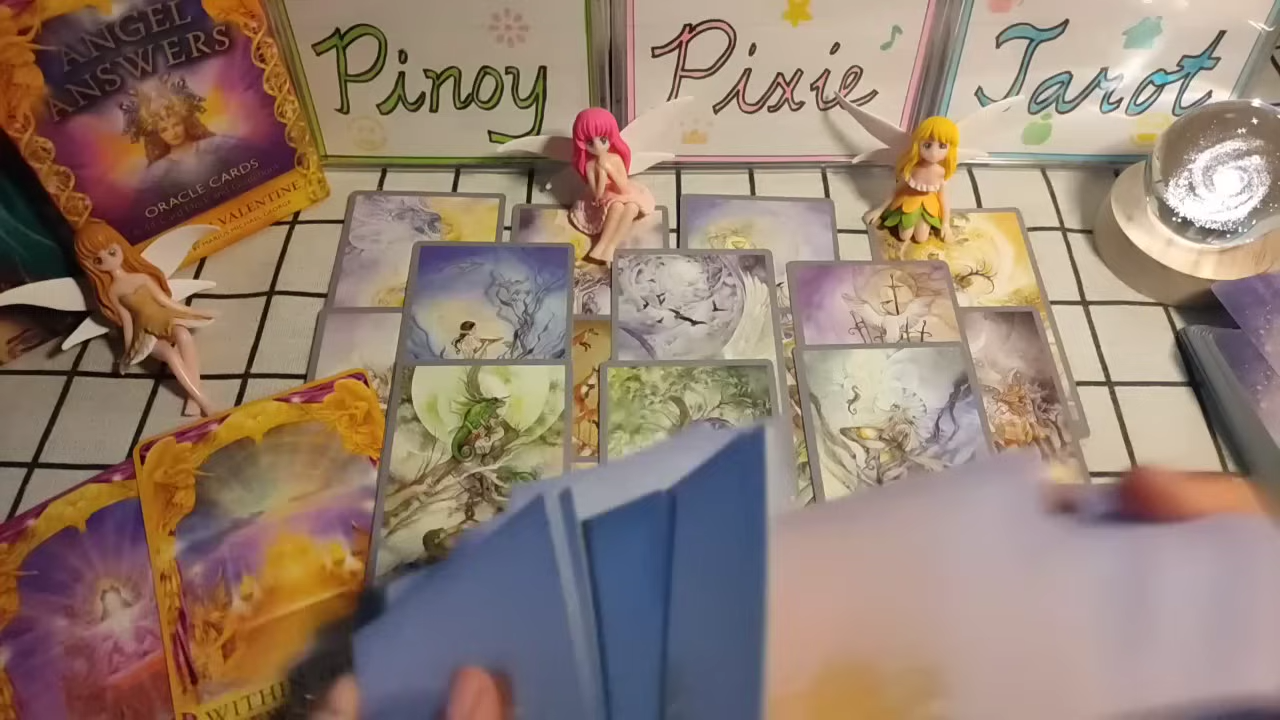 Pinoy
Pixie
Tarot
ANGEL
ANSWERS
ORACLE CARDS
VALENTINE